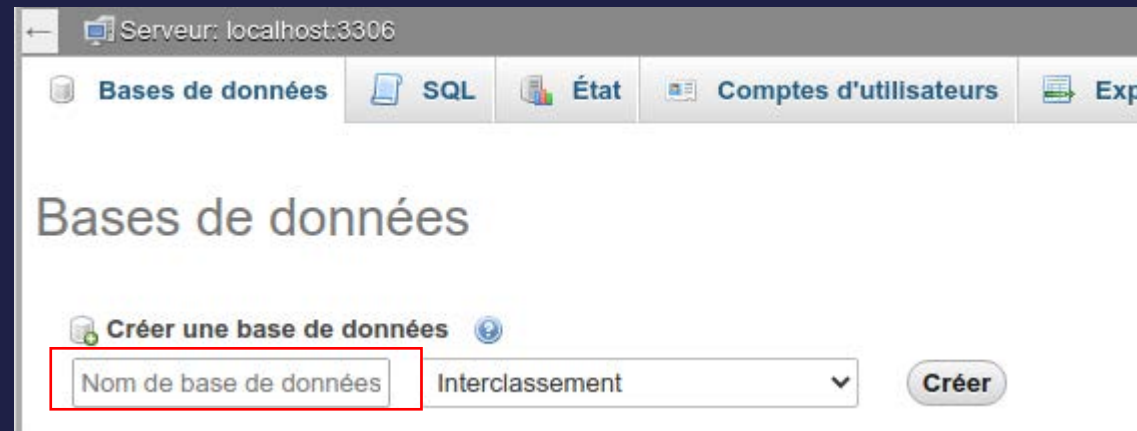 Serveur: localhost:3306
Bases de données SQL État Comptes d'utilisateurs Exp
Bases de données
Créer une base de données
Nom de base de données Interclassement Créer